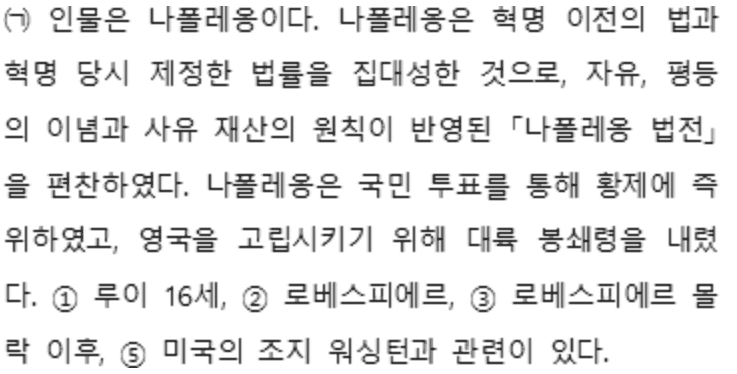 ㈀ 인물은 나폴레옹이다. 나폴레옹은 혁명 이전의 법과
혁명 당시 제정한 법률을 집대성한 것으로, 자유, 평등
의 이념과 사유 재산의 원칙이 반영된 「나폴레옹 법전」
을 편찬하였다. 나폴레옹은 국민 투표를 통해 황제에 즉
위하였고, 영국을 고립시키기 위해 대륙 봉쇄령을 내렸
다. ① 루이 16세, ② 로베스피에르, ③ 로베스피에르 몰
락 이후, ⑤ 미국의 조지 워싱턴과 관련이 있다.